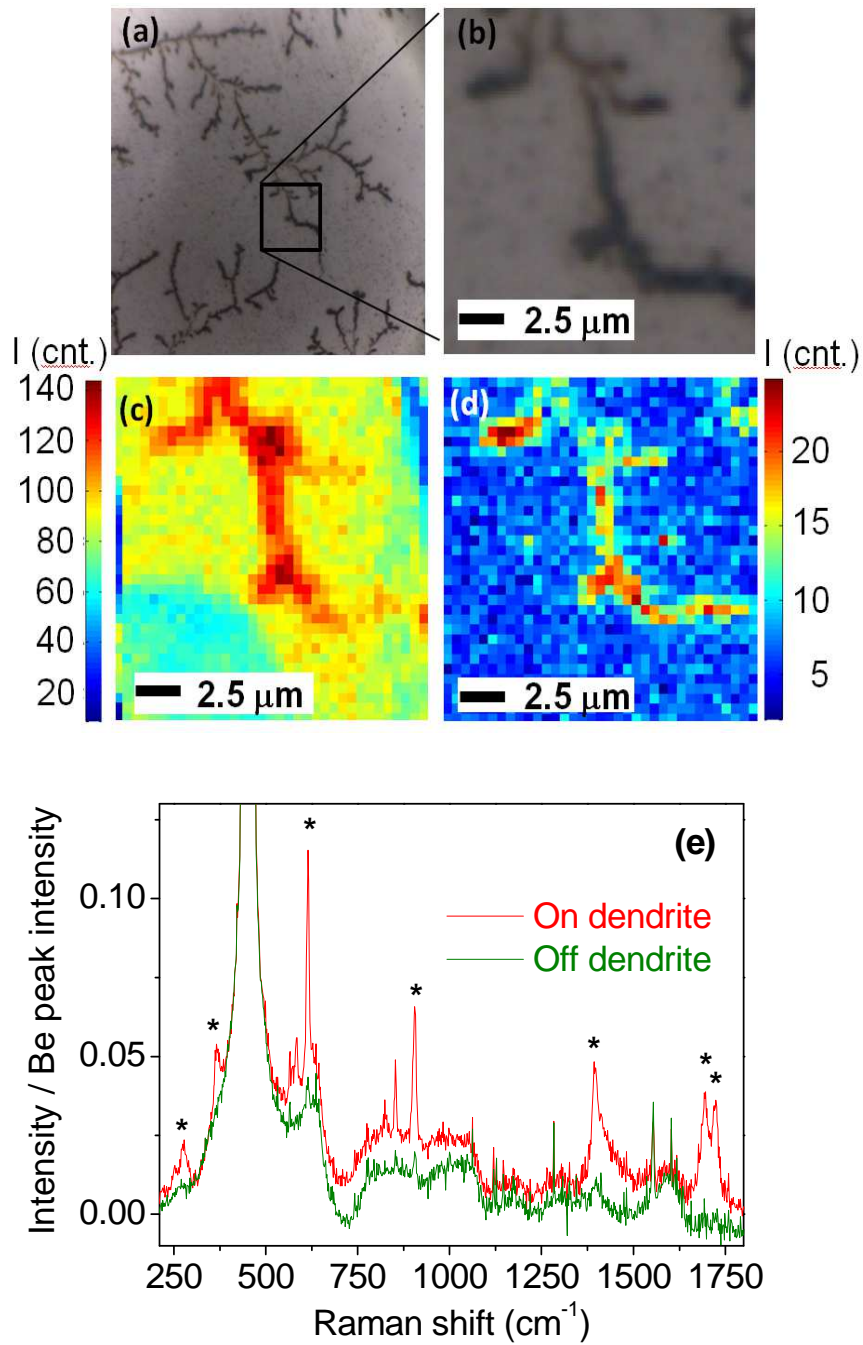 (a)
(b)
2.5 μm
I (cnt.)
I (cnt.)
140
120
100
80
60
40
20
(c)
2.5 μm
(d)
2.5 μm
20
15
10
5
Intensity / Be peak intensity
0.10
0.05
0.00
(e)
On dendrite
Off dendrite
*
*
*
*
*
* *
250 500 750 1000 1250 1500 1750
Raman shift (cm⁻¹)